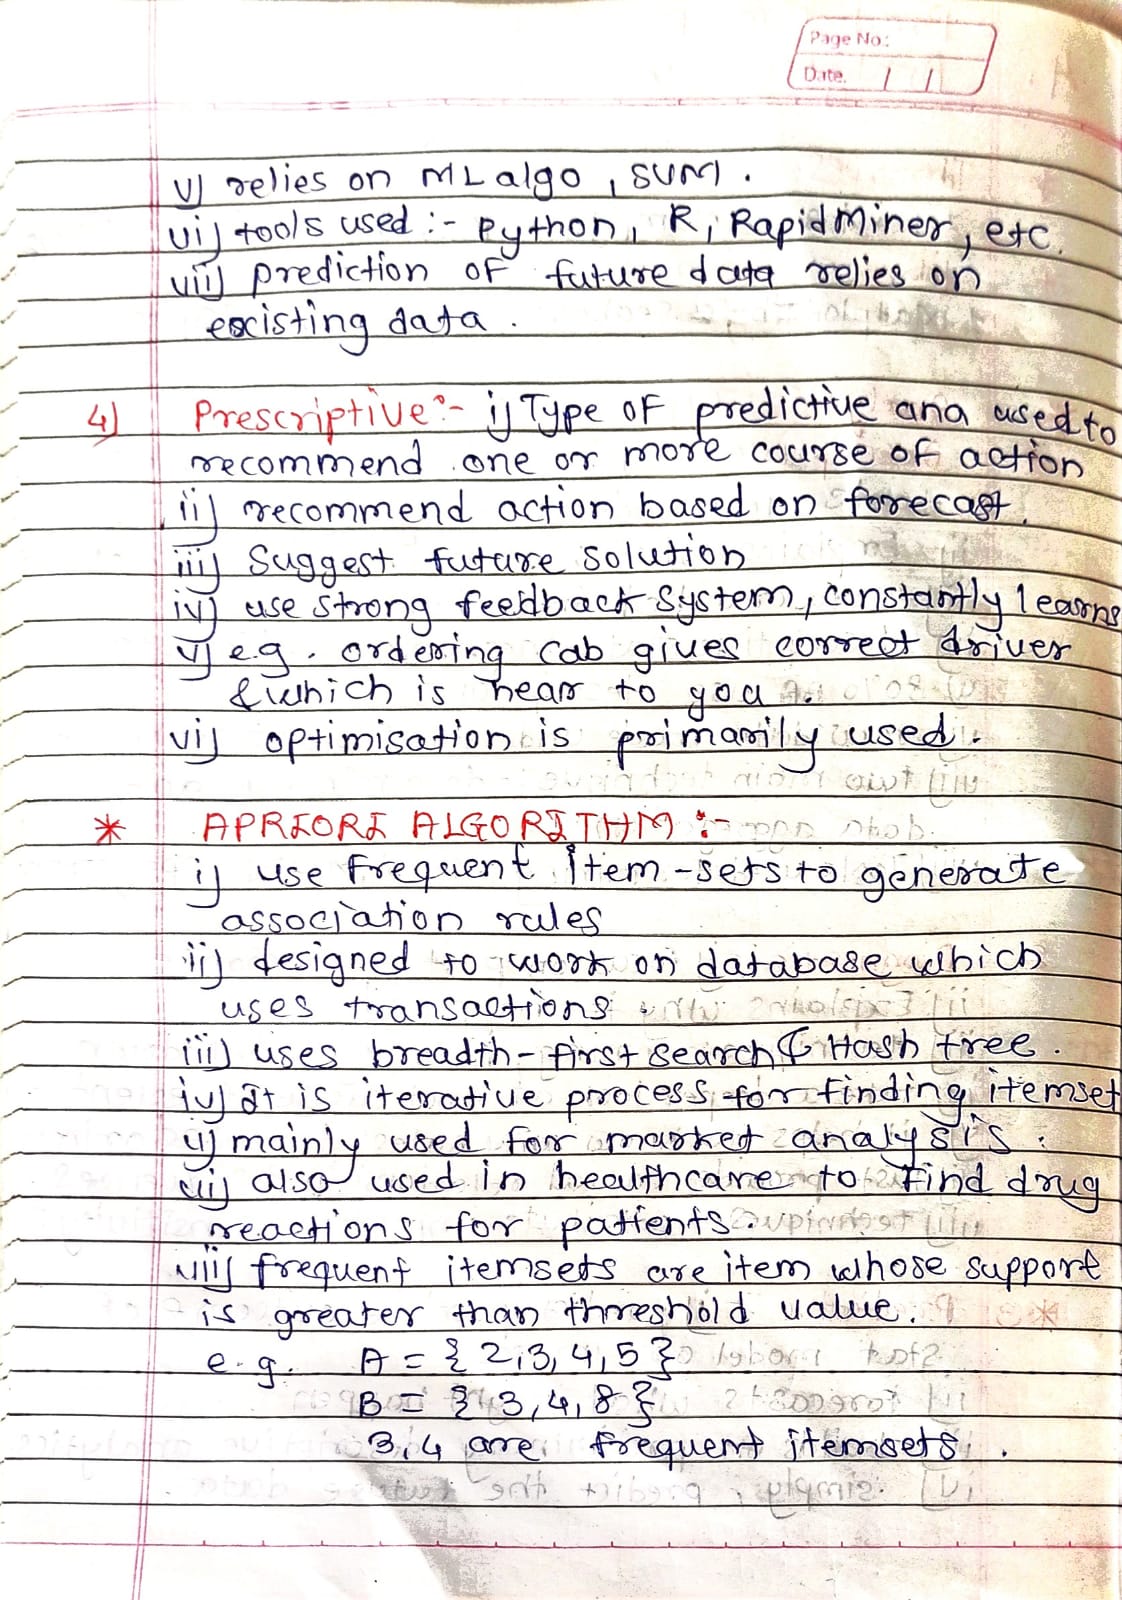 Page No:
Date. / /
v) relies on ML algo, SVM.
vi) tools used :- Python, R, RapidMiner, etc.
vii) prediction of future data relies on
existing data.
4) Prescriptive :- i) Type of predictive ana used to
recommend one or more course of action
ii) recommend action based on forecast.
iii) Suggest future solution
iv) use strong feedback system, constantly learns
v) e.g. ordering cab gives correct driver
& which is near to you.
vi) optimisation is primarily used.
* APRIORI ALGORITHM :-
i) use frequent item-sets to generate
association rules
ii) designed to work on database which
uses transactions
iii) uses breadth-first search & Hash tree.
iv) It is iterative process for finding itemset
v) mainly used for market analysis.
vi) also used in healthcare to find drug
reactions for patients.
vii) frequent itemsets are item whose support
is greater than threshold value.
e.g. A = {2,3,4,5}
B = {3,4,8}
3,4 are frequent itemsets.